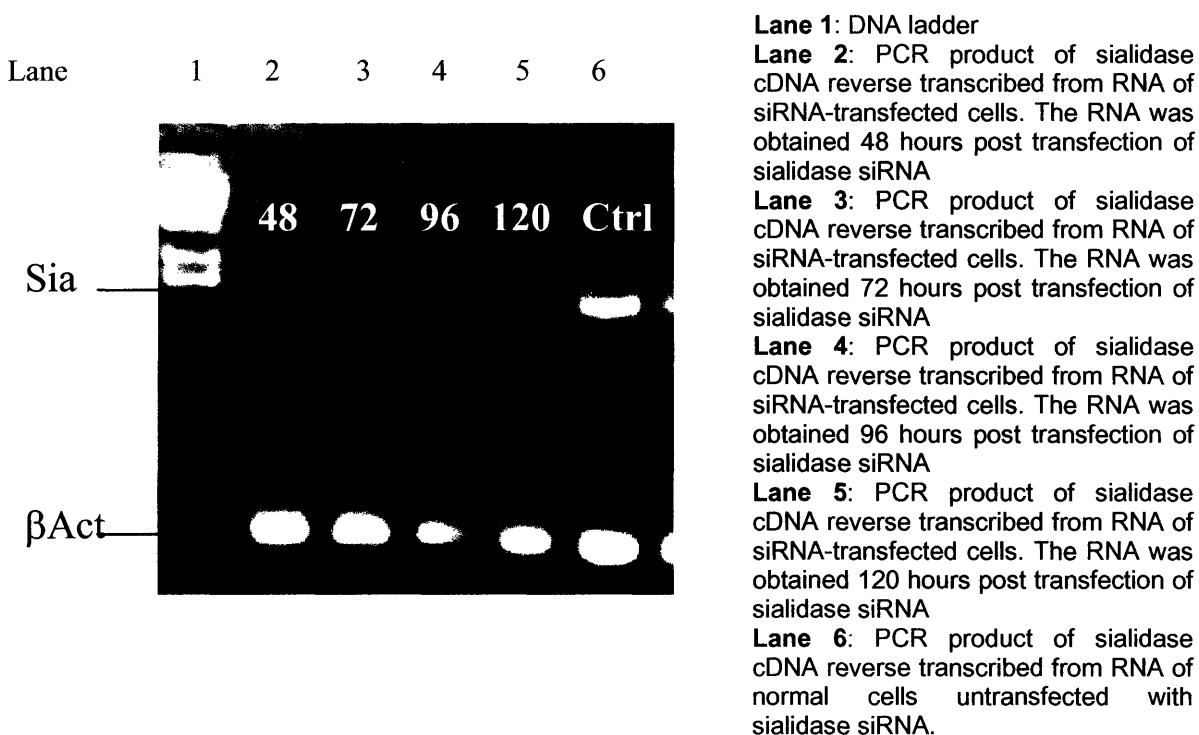 Lane 1 2 3 4 5 6
48 72 96 120 Ctrl
Sia
βAct
Lane 1: DNA ladder
Lane 2: PCR product of sialidase
cDNA reverse transcribed from RNA of
siRNA-transfected cells. The RNA was
obtained 48 hours post transfection of
sialidase siRNA
Lane 3: PCR product of sialidase
cDNA reverse transcribed from RNA of
siRNA-transfected cells. The RNA was
obtained 72 hours post transfection of
sialidase siRNA
Lane 4: PCR product of sialidase
cDNA reverse transcribed from RNA of
siRNA-transfected cells. The RNA was
obtained 96 hours post transfection of
sialidase siRNA
Lane 5: PCR product of sialidase
cDNA reverse transcribed from RNA of
siRNA-transfected cells. The RNA was
obtained 120 hours post transfection of
sialidase siRNA
Lane 6: PCR product of sialidase
cDNA reverse transcribed from RNA of
normal cells untransfected with
sialidase siRNA.